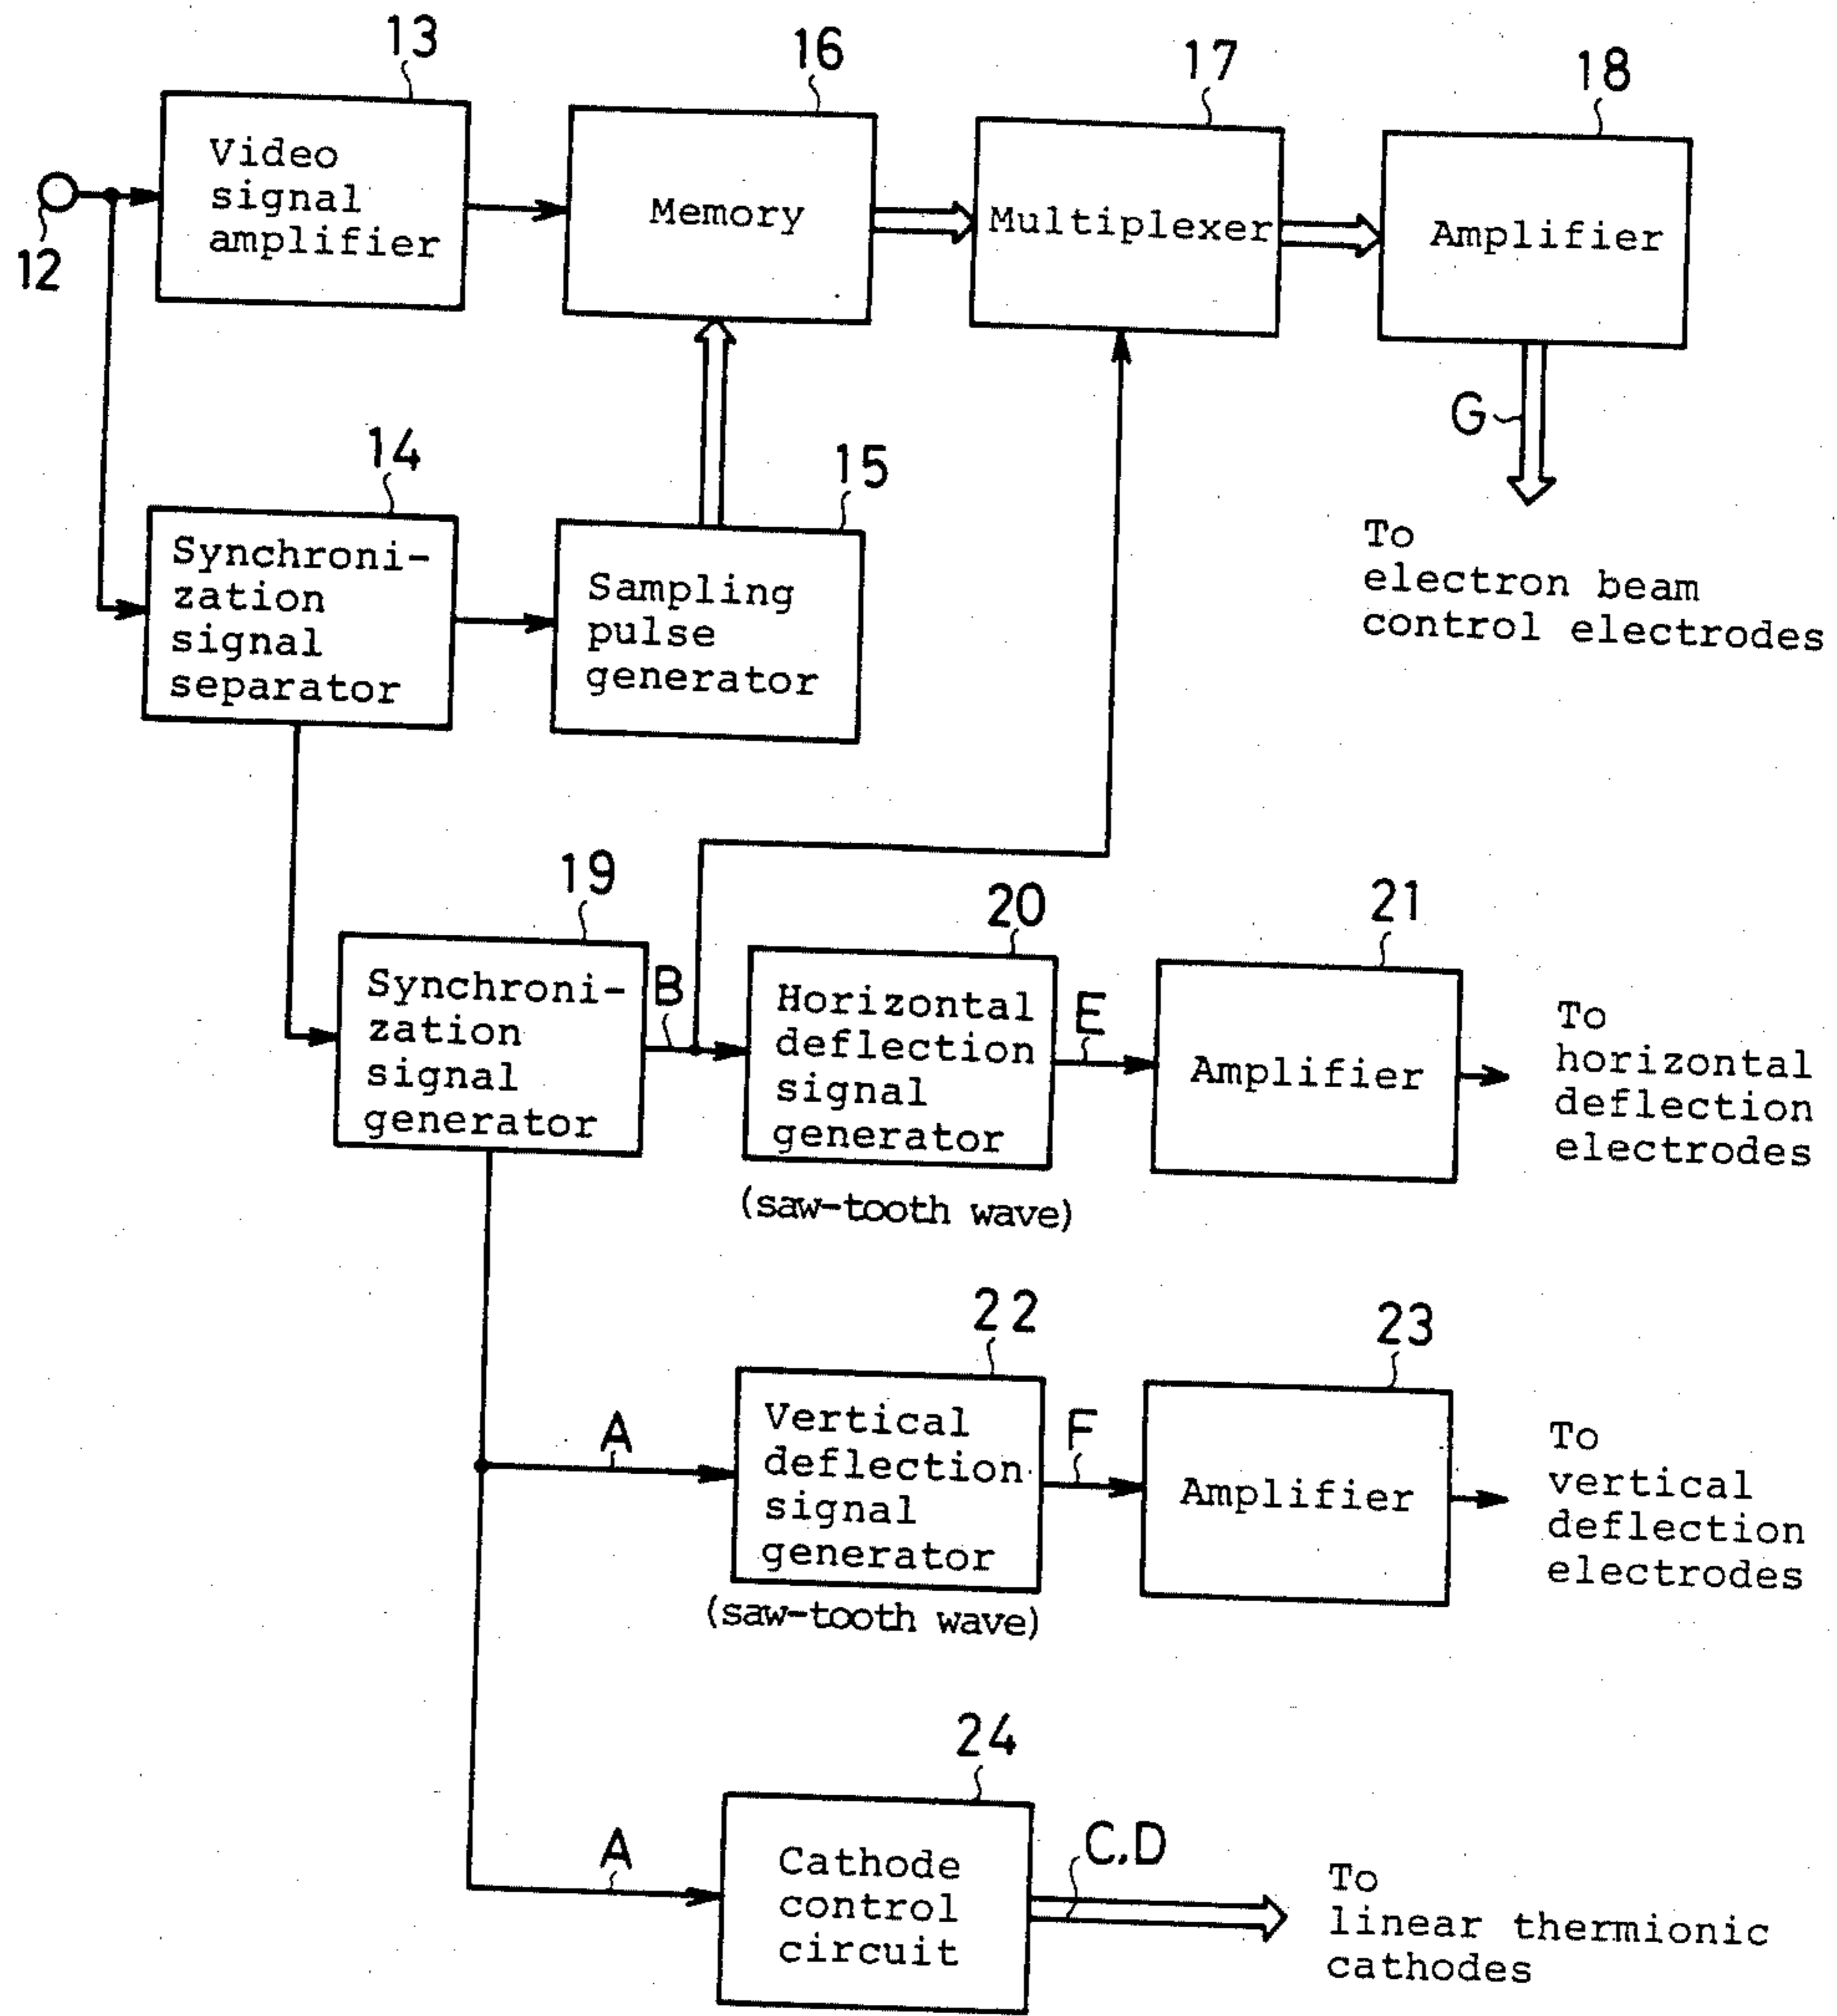 13
16
17
18
Video
signal
amplifier
Memory
Multiplexer
Amplifier
12
G
14
15
To
electron beam
control electrodes
Synchroni-
zation
signal
separator
Sampling
pulse
generator
19
20
21
Synchroni-
zation
signal
generator
B
Horizontal
deflection
signal
generator
E
Amplifier
To
horizontal
deflection
electrodes
(saw-tooth wave)
22
23
A
Vertical
deflection
signal
generator
F
Amplifier
To
vertical
deflection
electrodes
(saw-tooth wave)
24
A
Cathode
control
circuit
C,D
To
linear thermionic
cathodes